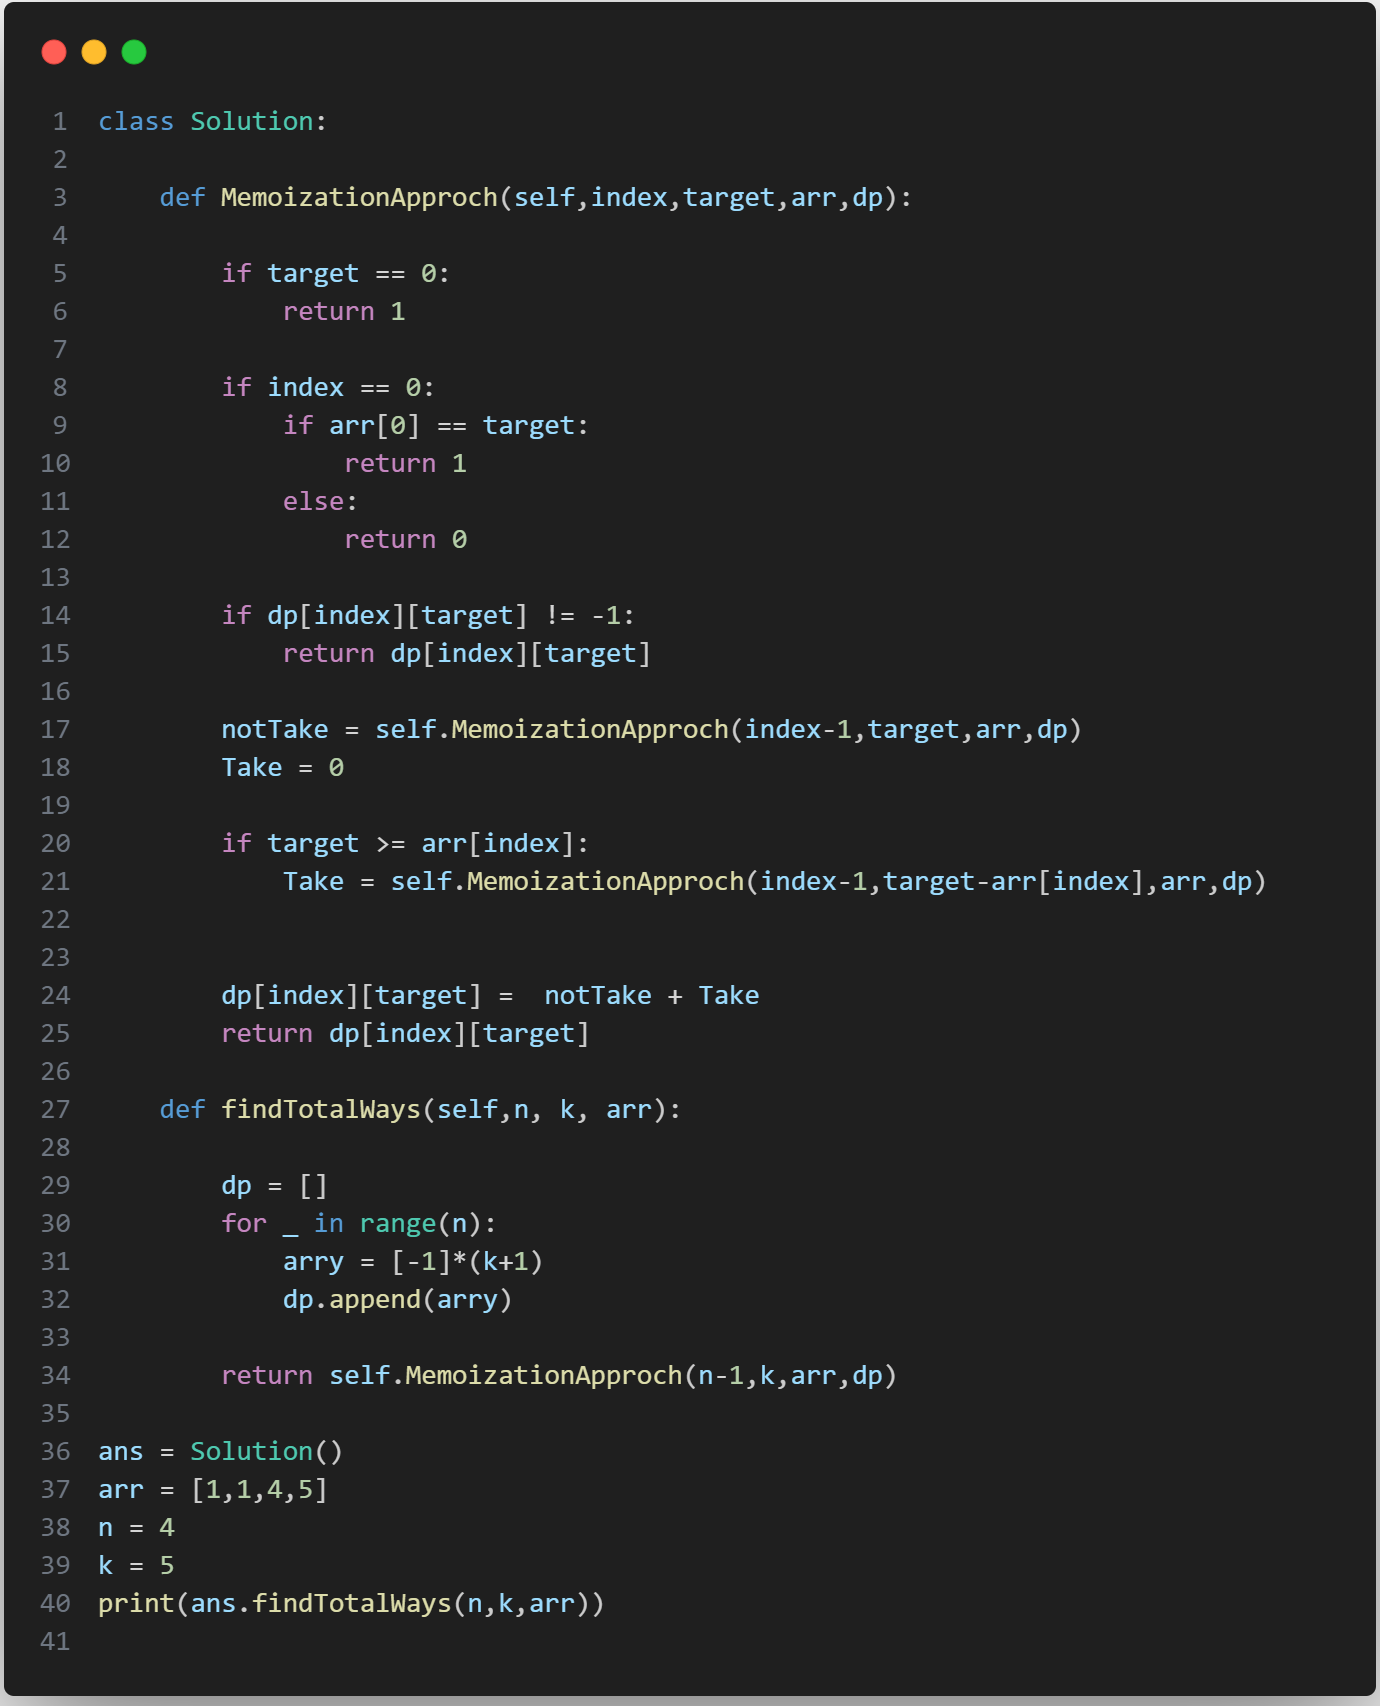 1 class Solution:
2
3     def MemoizationApproch(self,index,target,arr,dp):
4
5         if target == 0:
6             return 1
7
8         if index == 0:
9             if arr[0] == target:
10                 return 1
11             else:
12                 return 0
13
14         if dp[index][target] != -1:
15             return dp[index][target]
16
17         notTake = self.MemoizationApproch(index-1,target,arr,dp)
18         Take = 0
19
20         if target >= arr[index]:
21             Take = self.MemoizationApproch(index-1,target-arr[index],arr,dp)
22
23
24         dp[index][target] =  notTake + Take
25         return dp[index][target]
26
27     def findTotalWays(self,n, k, arr):
28
29         dp = []
30         for _ in range(n):
31             arry = [-1]*(k+1)
32             dp.append(arry)
33
34         return self.MemoizationApproch(n-1,k,arr,dp)
35
36 ans = Solution()
37 arr = [1,1,4,5]
38 n = 4
39 k = 5
40 print(ans.findTotalWays(n,k,arr))
41